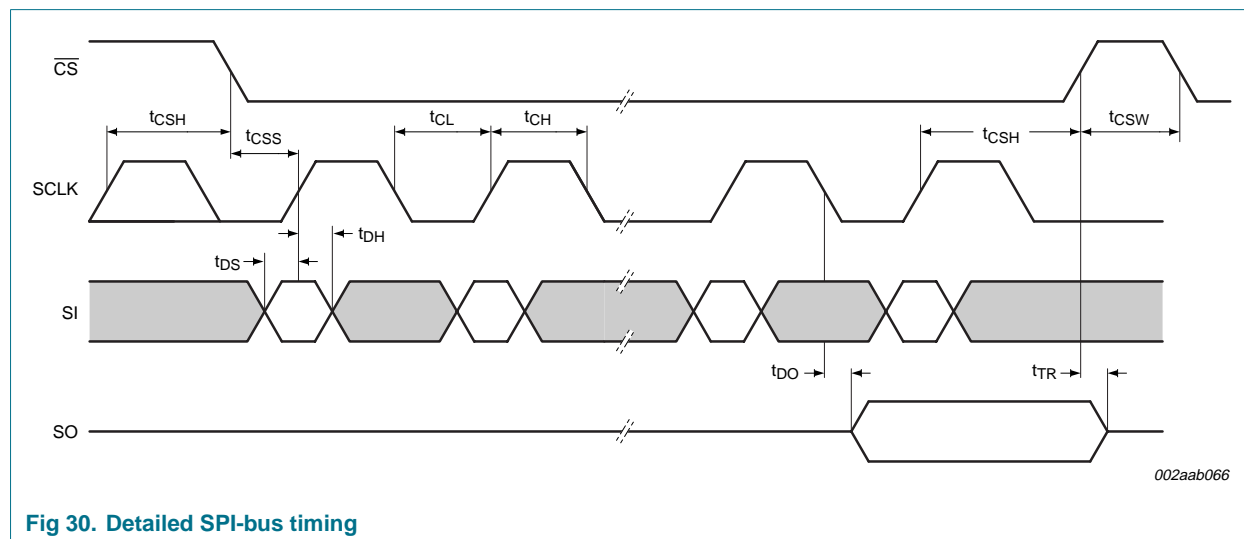 CS
tCSH
tCSS
tCL
tCH
tCSH
tCSW
SCLK
tDH
tDS
SI
tDO
tTR
SO
002aab066
Fig 30. Detailed SPI-bus timing